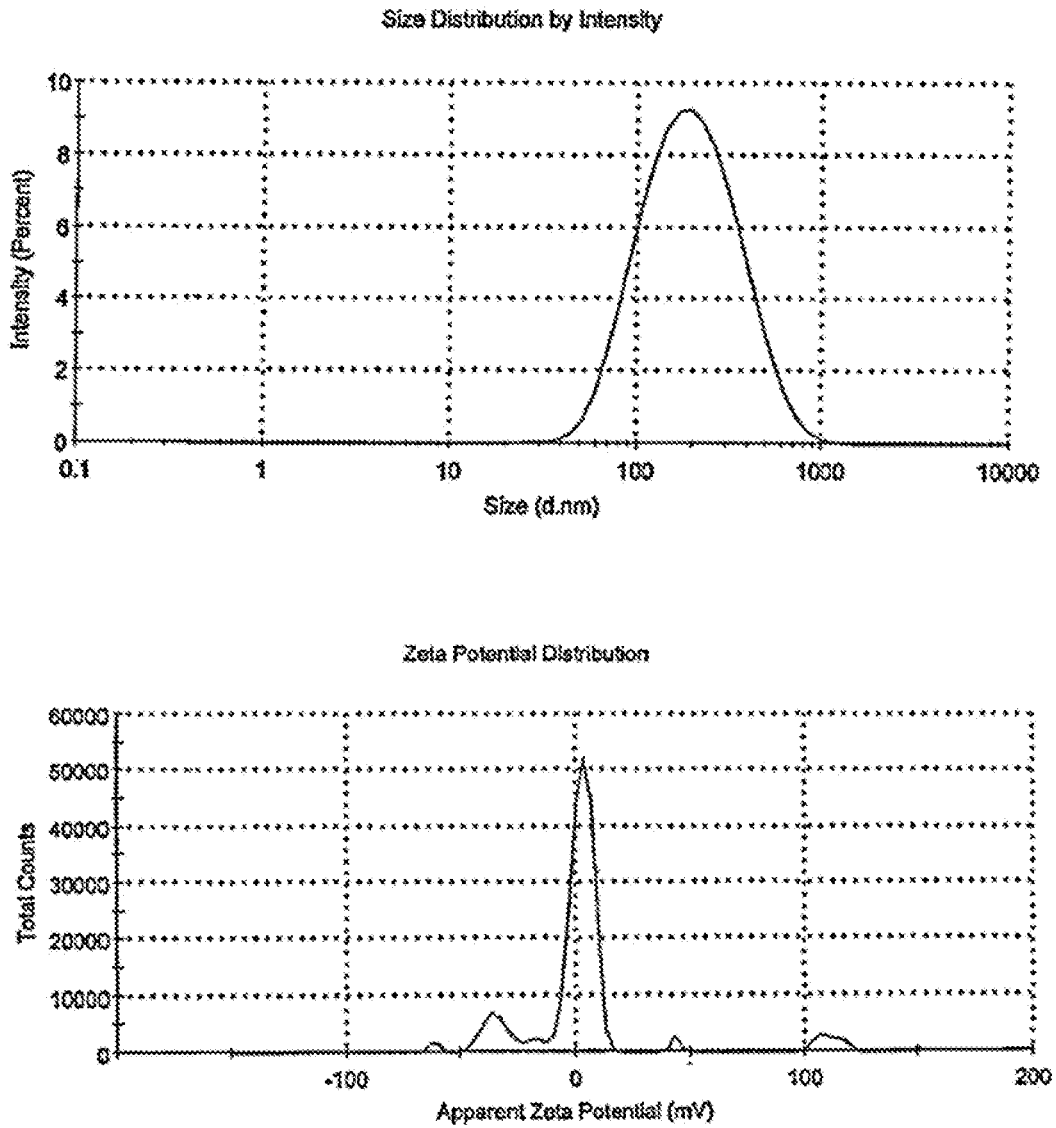 Size Distribution by Intensity
10
8
6
4
2
0
Intensity (Percent)
0.1 1 10 100 1000 10000
Size (d.nm)
Zeta Potential Distribution
60000
50000
40000
30000
20000
10000
0
Total Counts
-100 0 100 200
Apparent Zeta Potential (mV)